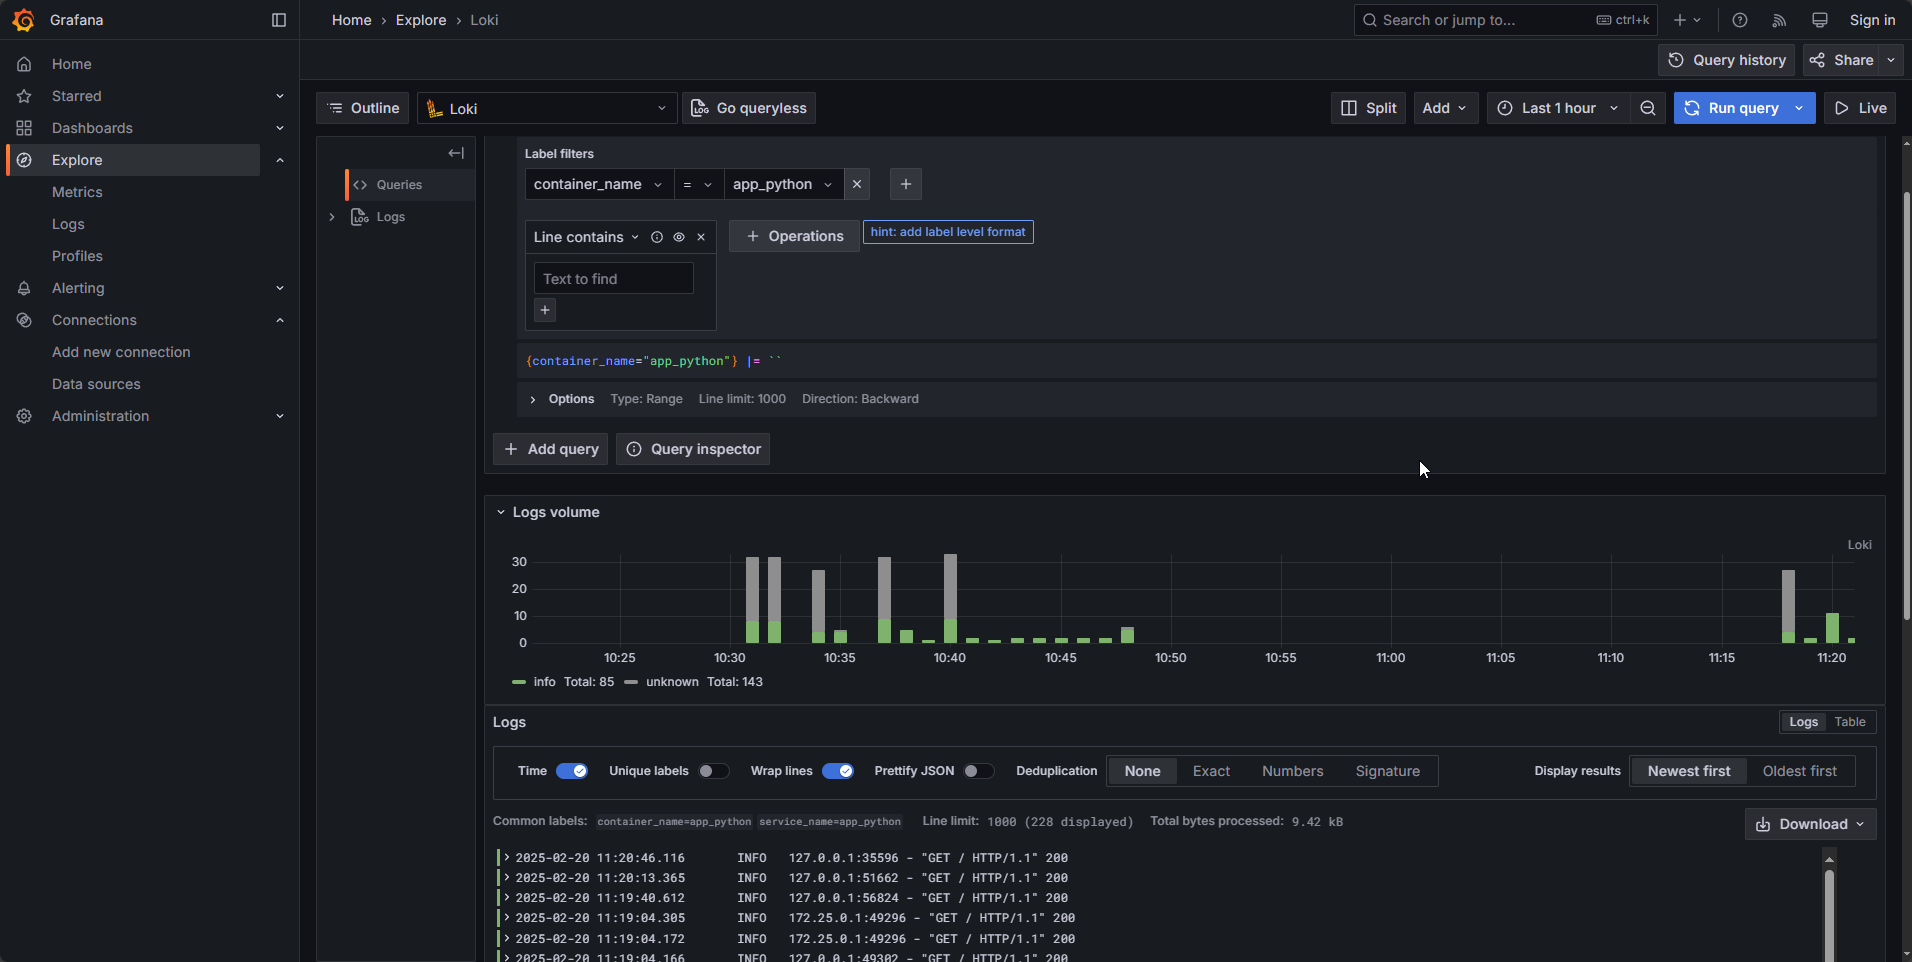 Grafana
Home › Explore › Loki
Search or jump to...
ctrl+k
Sign in
Home
Starred
Dashboards
Explore
Metrics
Logs
Profiles
Alerting
Connections
Add new connection
Data sources
Administration
Query history
Share
Outline
Loki
Go queryless
Split
Add
Last 1 hour
Run query
Live
Queries
Logs
Label filters
container_name
=
app_python
Line contains
Operations
hint: add label level format
Text to find
{container_name="app_python"} |= ``
Options Type: Range Line limit: 1000 Direction: Backward
Add query
Query inspector
Logs volume
Loki
30
20
10
0
10:25 10:30 10:35 10:40 10:45 10:50 10:55 11:00 11:05 11:10 11:15 11:20
info Total: 85 unknown Total: 143
Logs
Logs Table
Time
Unique labels
Wrap lines
Prettify JSON
Deduplication
None Exact Numbers Signature
Display results
Newest first Oldest first
Common labels: container_name=app_python service_name=app_python Line limit: 1000 (228 displayed) Total bytes processed: 9.42 kB
Download
2025-02-20 11:20:46.116 INFO 127.0.0.1:35596 - "GET / HTTP/1.1" 200
2025-02-20 11:20:13.365 INFO 127.0.0.1:51662 - "GET / HTTP/1.1" 200
2025-02-20 11:19:40.612 INFO 127.0.0.1:56824 - "GET / HTTP/1.1" 200
2025-02-20 11:19:04.305 INFO 172.25.0.1:49296 - "GET / HTTP/1.1" 200
2025-02-20 11:19:04.172 INFO 172.25.0.1:49296 - "GET / HTTP/1.1" 200
2025-02-20 11:19:04.166 INFO 127.0.0.1:49302 - "GET / HTTP/1.1" 200